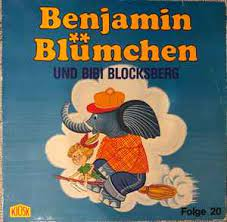 Benjamin
Blümchen
UND BIBI BLOCKSBERG
KIOSK
Folge 20